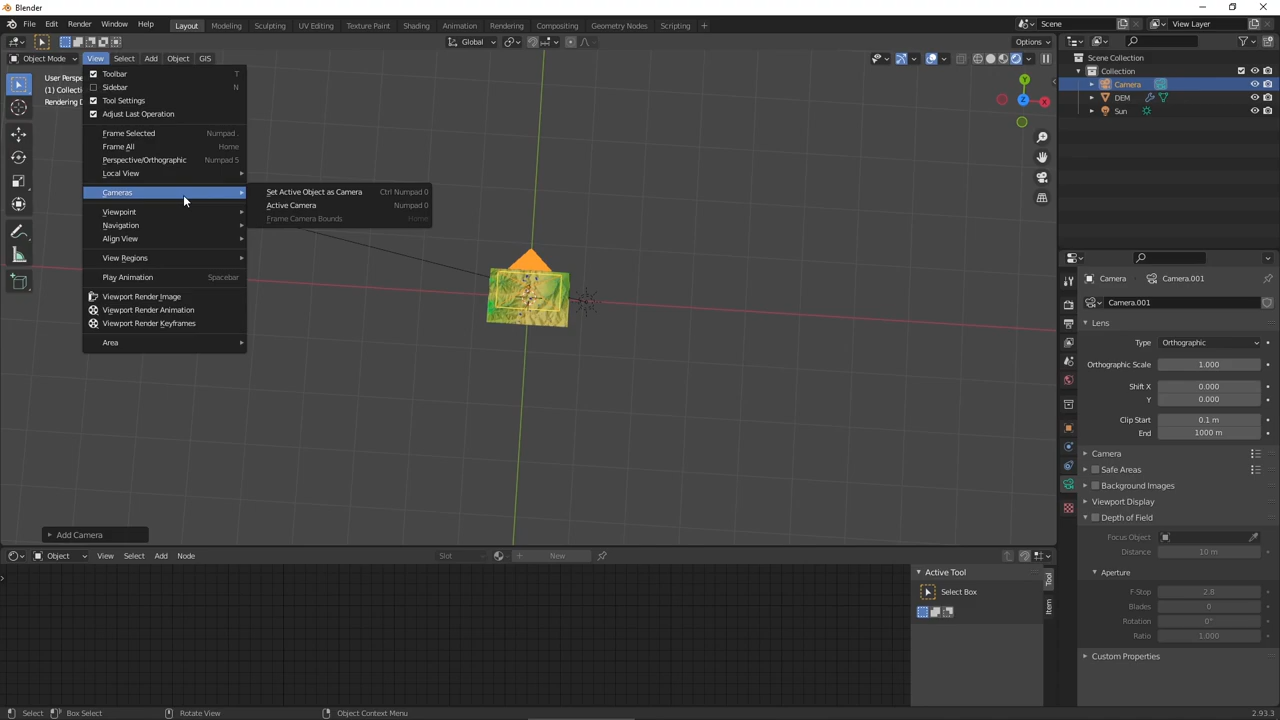 Blender
File Edit Render Window Help Layout Modeling Sculpting UV Editing Texture Paint Shading Animation Rendering Compositing Geometry Nodes Scripting + Scene View Layer
Global Options
Object Mode View Select Add Object GIS
User Perspe
(1) Collectio
Rendering D
Toolbar T
Sidebar N
Tool Settings
Adjust Last Operation
Frame Selected Numpad .
Frame All Home
Perspective/Orthographic Numpad 5
Local View
Cameras
Viewpoint
Navigation
Align View
View Regions
Play Animation Spacebar
Viewport Render Image
Viewport Render Animation
Viewport Render Keyframes
Area
Set Active Object as Camera Ctrl Numpad 0
Active Camera Numpad 0
Frame Camera Bounds Home
Y
X
Z
Add Camera
Scene Collection
Collection
Camera
DEM
Sun
Camera Camera.001
Camera.001
Lens
Type Orthographic
Orthographic Scale 1.000
Shift X 0.000
Y 0.000
Clip Start 0.1 m
End 1000 m
Camera
Safe Areas
Background Images
Viewport Display
Depth of Field
Focus Object
Distance 10 m
Aperture
F-Stop 2.8
Blades 0
Rotation 0°
Ratio 1.000
Custom Properties
Object View Select Add Node Slot New
Active Tool
Select Box
Tool
Item
Select Box Select Rotate View Object Context Menu 2.93.3